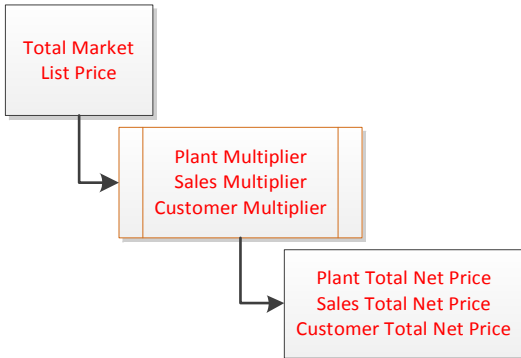 Total Market
List Price
Plant Multiplier
Sales Multiplier
Customer Multiplier
Plant Total Net Price
Sales Total Net Price
Customer Total Net Price